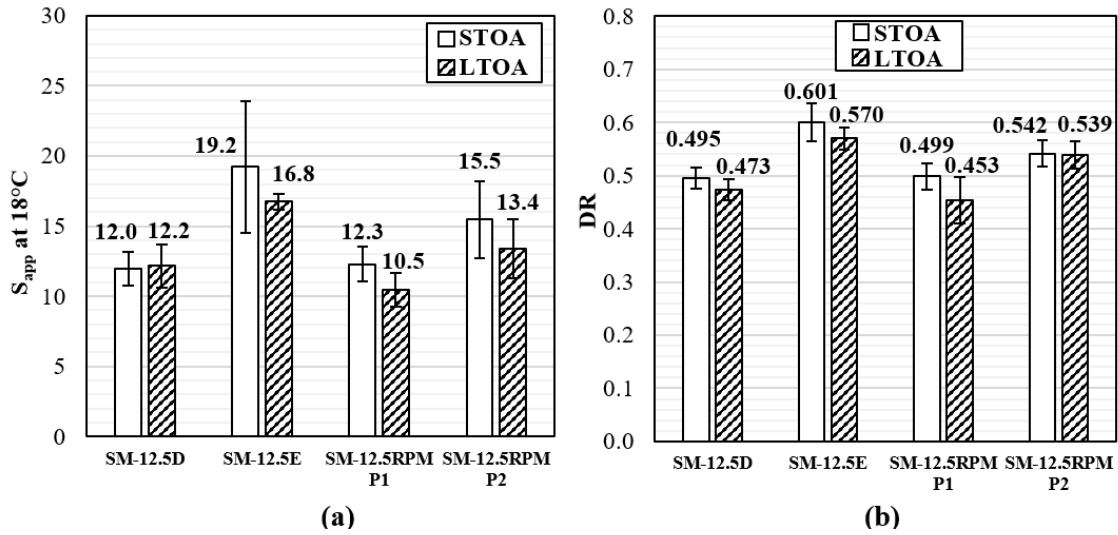 30
25
20
15
10
5
0
S_app at 18°C
STOA
LTOA
12.0
12.2
19.2
16.8
12.3
10.5
15.5
13.4
SM-12.5D
SM-12.5E
SM-12.5RPM
P1
SM-12.5RPM
P2
(a)
0.8
0.7
0.6
0.5
0.4
0.3
0.2
0.1
0.0
DR
STOA
LTOA
0.495
0.473
0.601
0.570
0.499
0.453
0.542
0.539
SM-12.5D
SM-12.5E
SM-12.5RPM
P1
SM-12.5RPM
P2
(b)